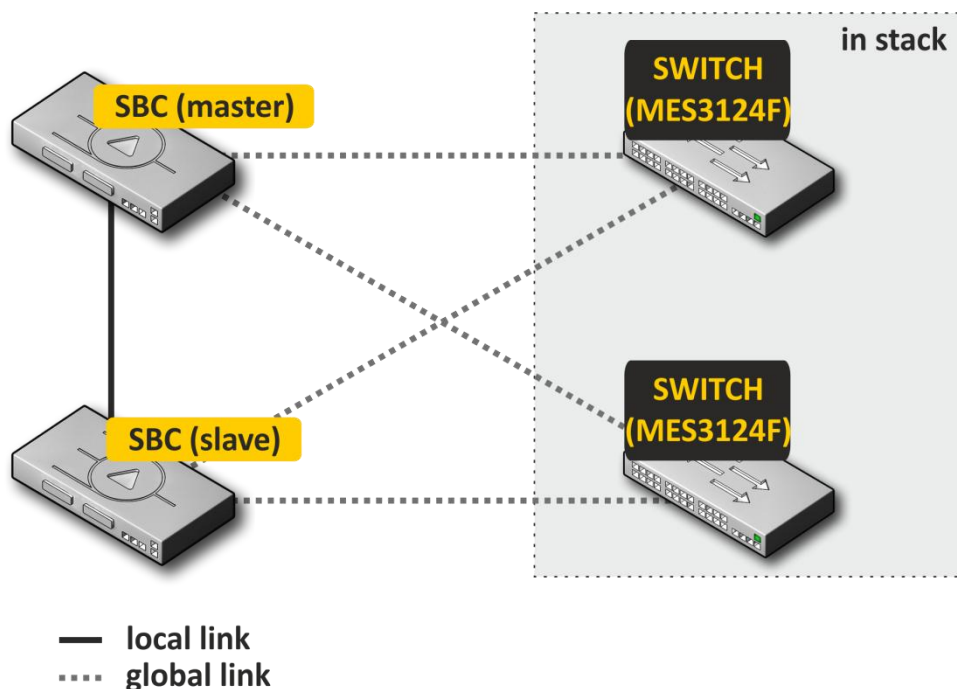 in stack
SWITCH
(MES3124F)
SBC (master)
SWITCH
(MES3124F)
SBC (slave)
local link
global link